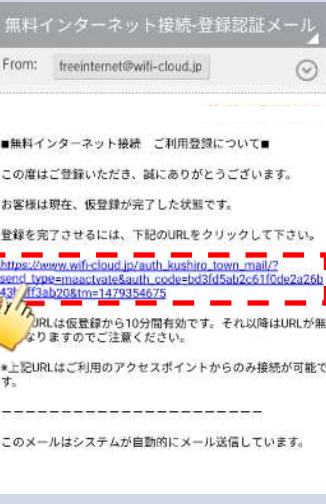 無料インターネット接続-登録認証メール
From: freeinternet@wifi-cloud.jp
■無料インターネット接続　ご利用登録について■
この度はご登録いただき、誠にありがとうございます。
お客様は現在、仮登録が完了した状態です。
登録を完了させるには、下記のURLをクリックして下さい。
https://www.wifi-cloud.jp/auth_kushiro_town_mail/?
send_type=maactvate&auth_code=bd3fd5ab2c61f0de2a26b
ff3ab20&tm=1479354675
URLは仮登録から10分間有効です。それ以降はURLが無
なりますのでご注意ください。
*上記URLはご利用のアクセスポイントからのみ接続が可能で
す。
－－－－－－－－－－－－－－－－－－－－－
このメールはシステムが自動的にメール送信しています。